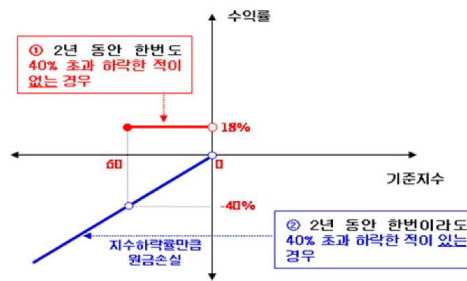 수익률
① 2년 동안 한번도
40% 초과 하락한 적이
없는 경우
18%
60
0
기준지수
-40%
② 2년 동안 한번이라도
40% 초과 하락한 적이 있는
경우
지수하락률만큼
원금손실